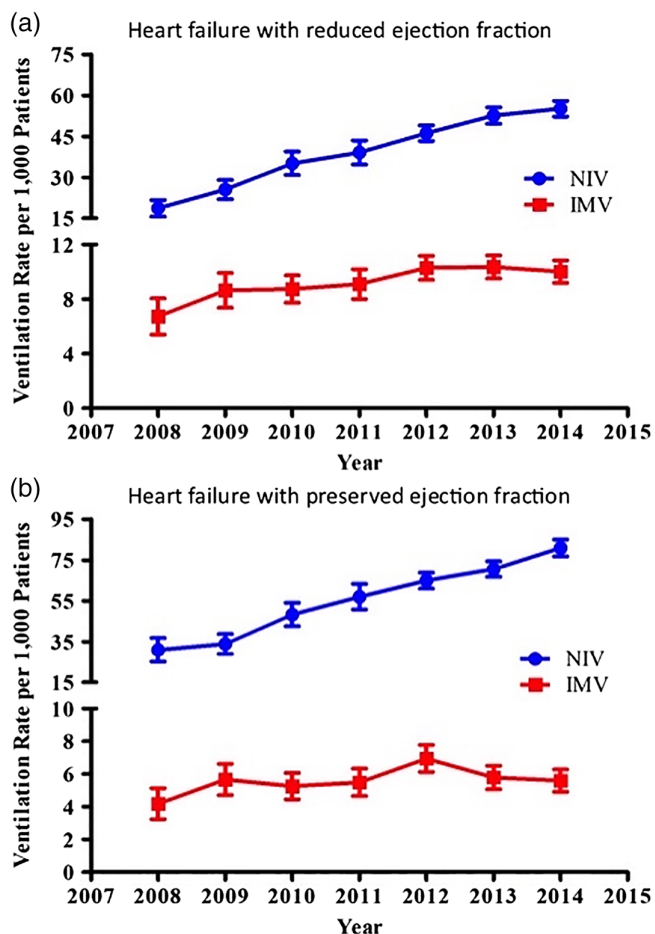 (a)
Heart failure with reduced ejection fraction
Ventilation Rate per 1,000 Patients
75
60
45
30
15
12
8
4
0
NIV
IMV
2007 2008 2009 2010 2011 2012 2013 2014 2015
Year
(b)
Heart failure with preserved ejection fraction
Ventilation Rate per 1,000 Patients
95
75
55
35
15
10
8
6
4
2
0
NIV
IMV
2007 2008 2009 2010 2011 2012 2013 2014 2015
Year